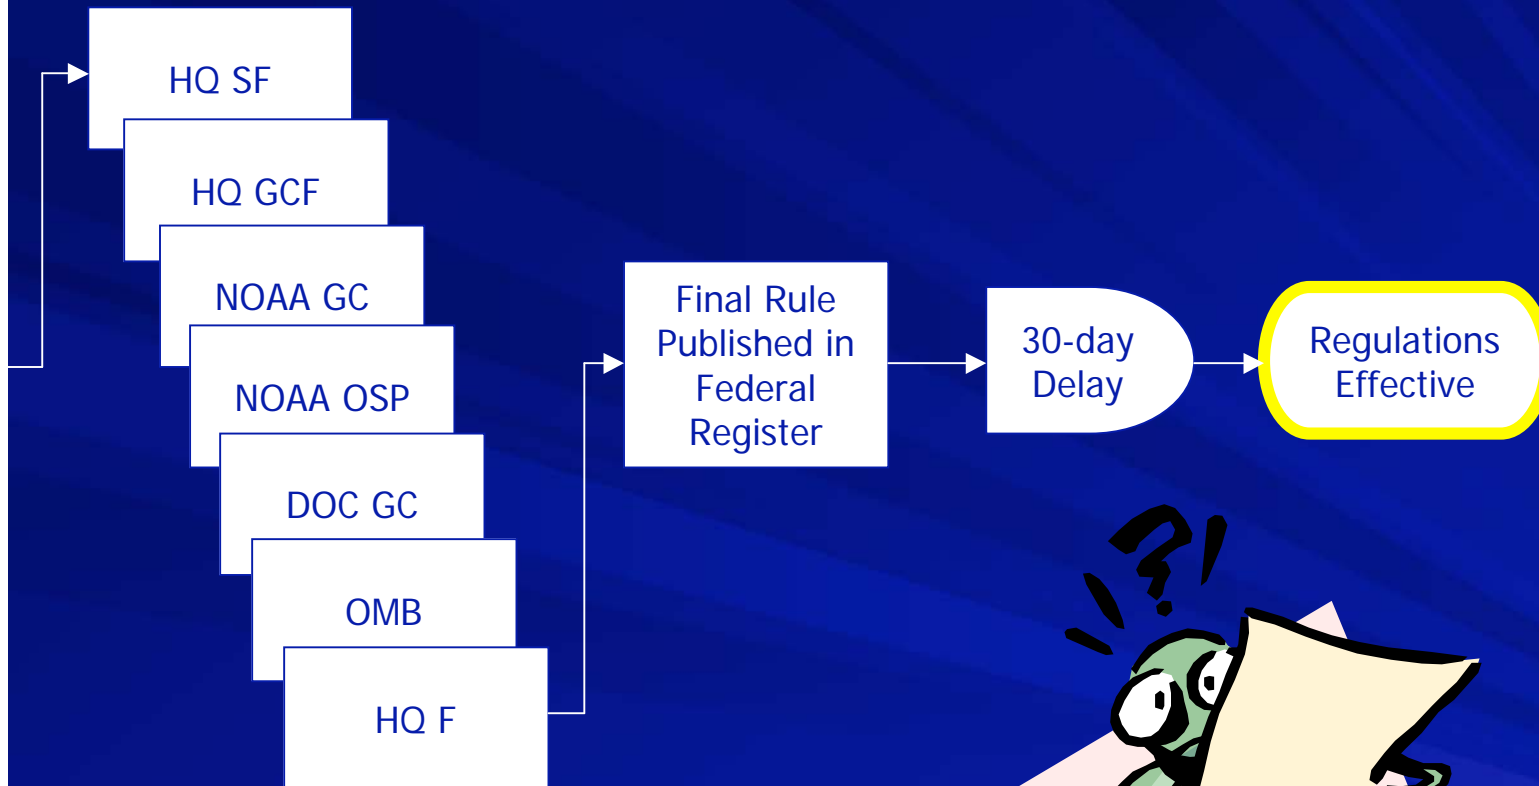 HQ SF
HQ GCF
NOAA GC
NOAA OSP
DOC GC
OMB
HQ F
Final Rule
Published in
Federal
Register
30-day
Delay
Regulations
Effective
?!